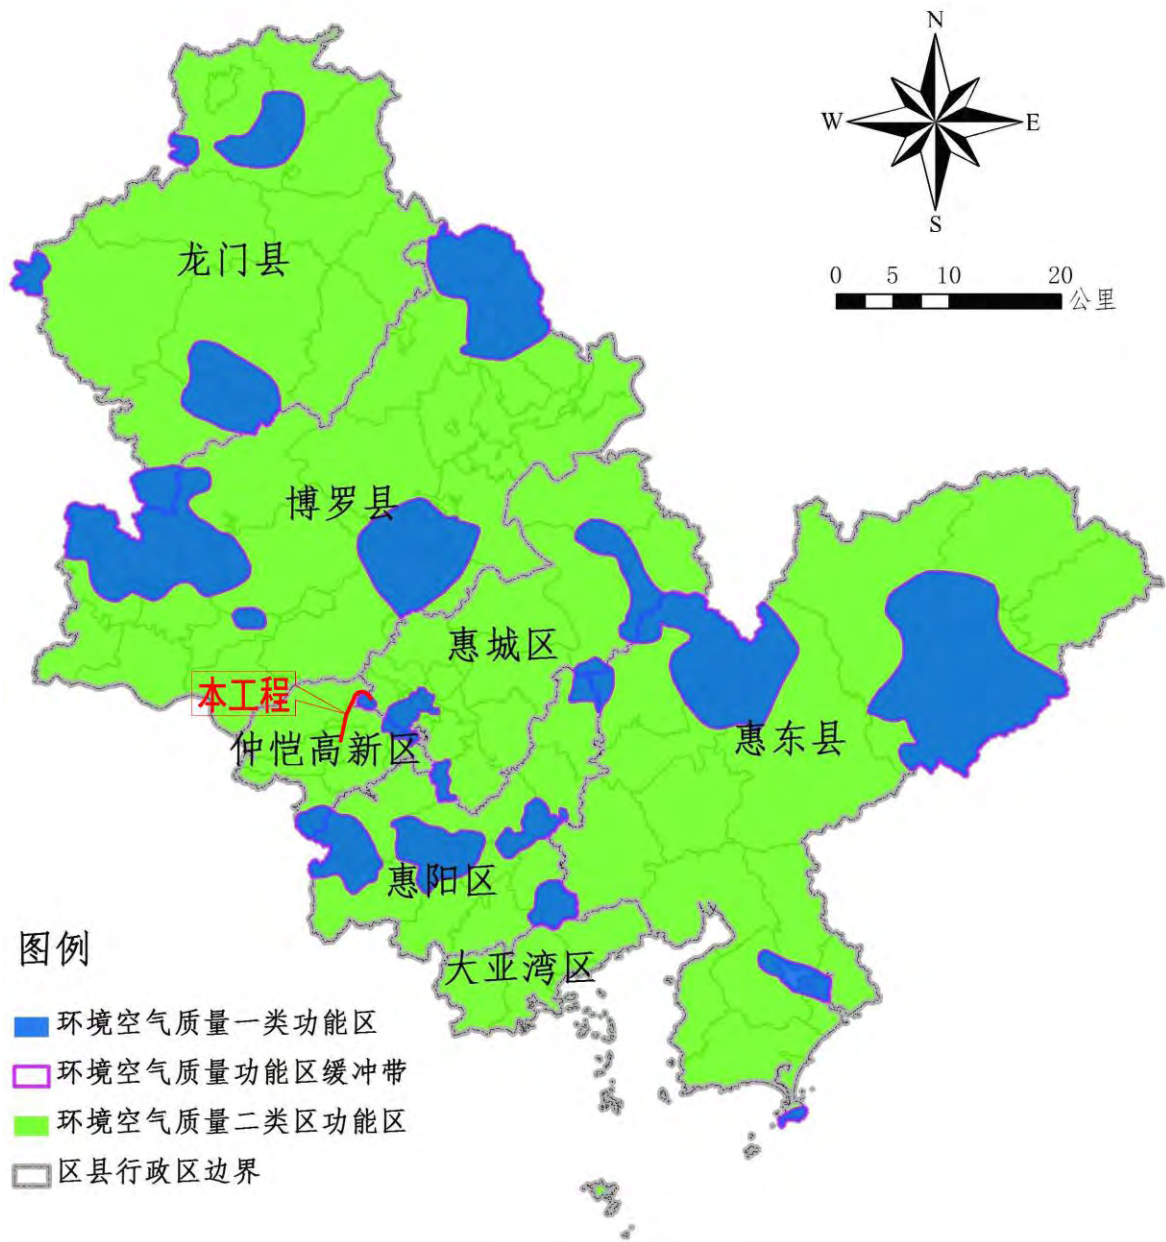 N
W
E
S
0 5 10 20
公里
龙门县
博罗县
惠城区
本工程
仲恺高新区
惠东县
惠阳区
大亚湾区
图例
环境空气质量一类功能区
环境空气质量功能区缓冲带
环境空气质量二类区功能区
区县行政区边界